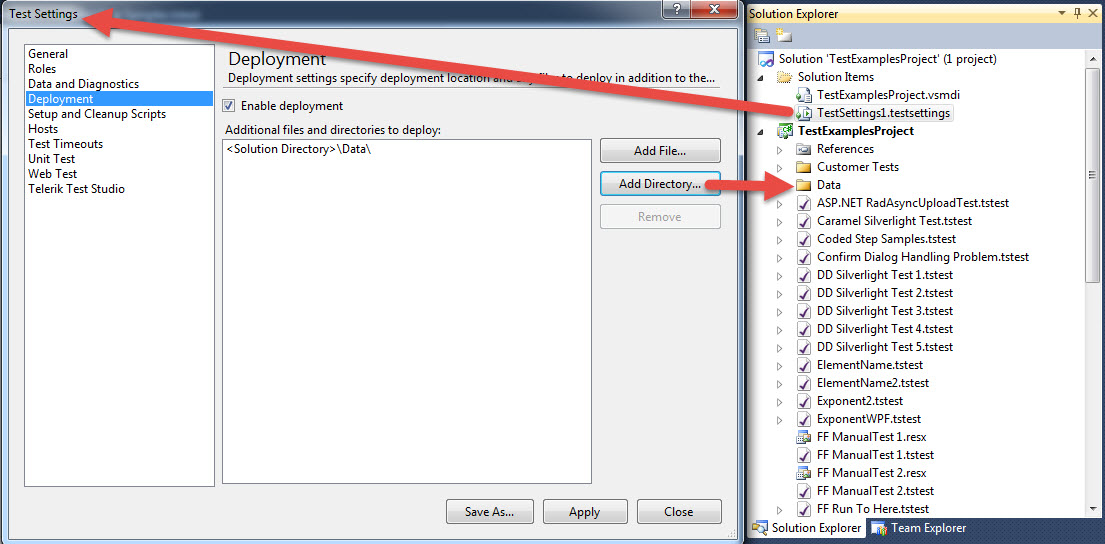 Test Settings
General
Roles
Data and Diagnostics
Deployment
Setup and Cleanup Scripts
Hosts
Test Timeouts
Unit Test
Web Test
Telerik Test Studio
Deployment
Deployment settings specify deployment location and any files to deploy in addition to the...
Enable deployment
Additional files and directories to deploy:
<Solution Directory>\Data\
Add File...
Add Directory...
Remove
Save As...
Apply
Close
Solution Explorer
Solution 'TestExamplesProject' (1 project)
Solution Items
TestExamplesProject.vsmdi
TestSettings1.testsettings
TestExamplesProject
References
Customer Tests
Data
ASP.NET RadAsyncUploadTest.tstest
Caramel Silverlight Test.tstest
Coded Step Samples.tstest
Confirm Dialog Handling Problem.tstest
DD Silverlight Test 1.tstest
DD Silverlight Test 2.tstest
DD Silverlight Test 3.tstest
DD Silverlight Test 4.tstest
DD Silverlight Test 5.tstest
ElementName.tstest
ElementName2.tstest
Exponent2.tstest
ExponentWPF.tstest
FF ManualTest 1.resx
FF ManualTest 1.tstest
FF ManualTest 2.resx
FF ManualTest 2.tstest
FF Run To Here.tstest
Solution Explorer
Team Explorer